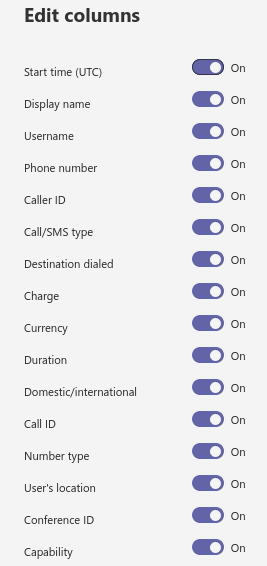 Edit columns
Start time (UTC) On
Display name On
Username On
Phone number On
Caller ID On
Call/SMS type On
Destination dialed On
Charge On
Currency On
Duration On
Domestic/international On
Call ID On
Number type On
User's location On
Conference ID On
Capability On